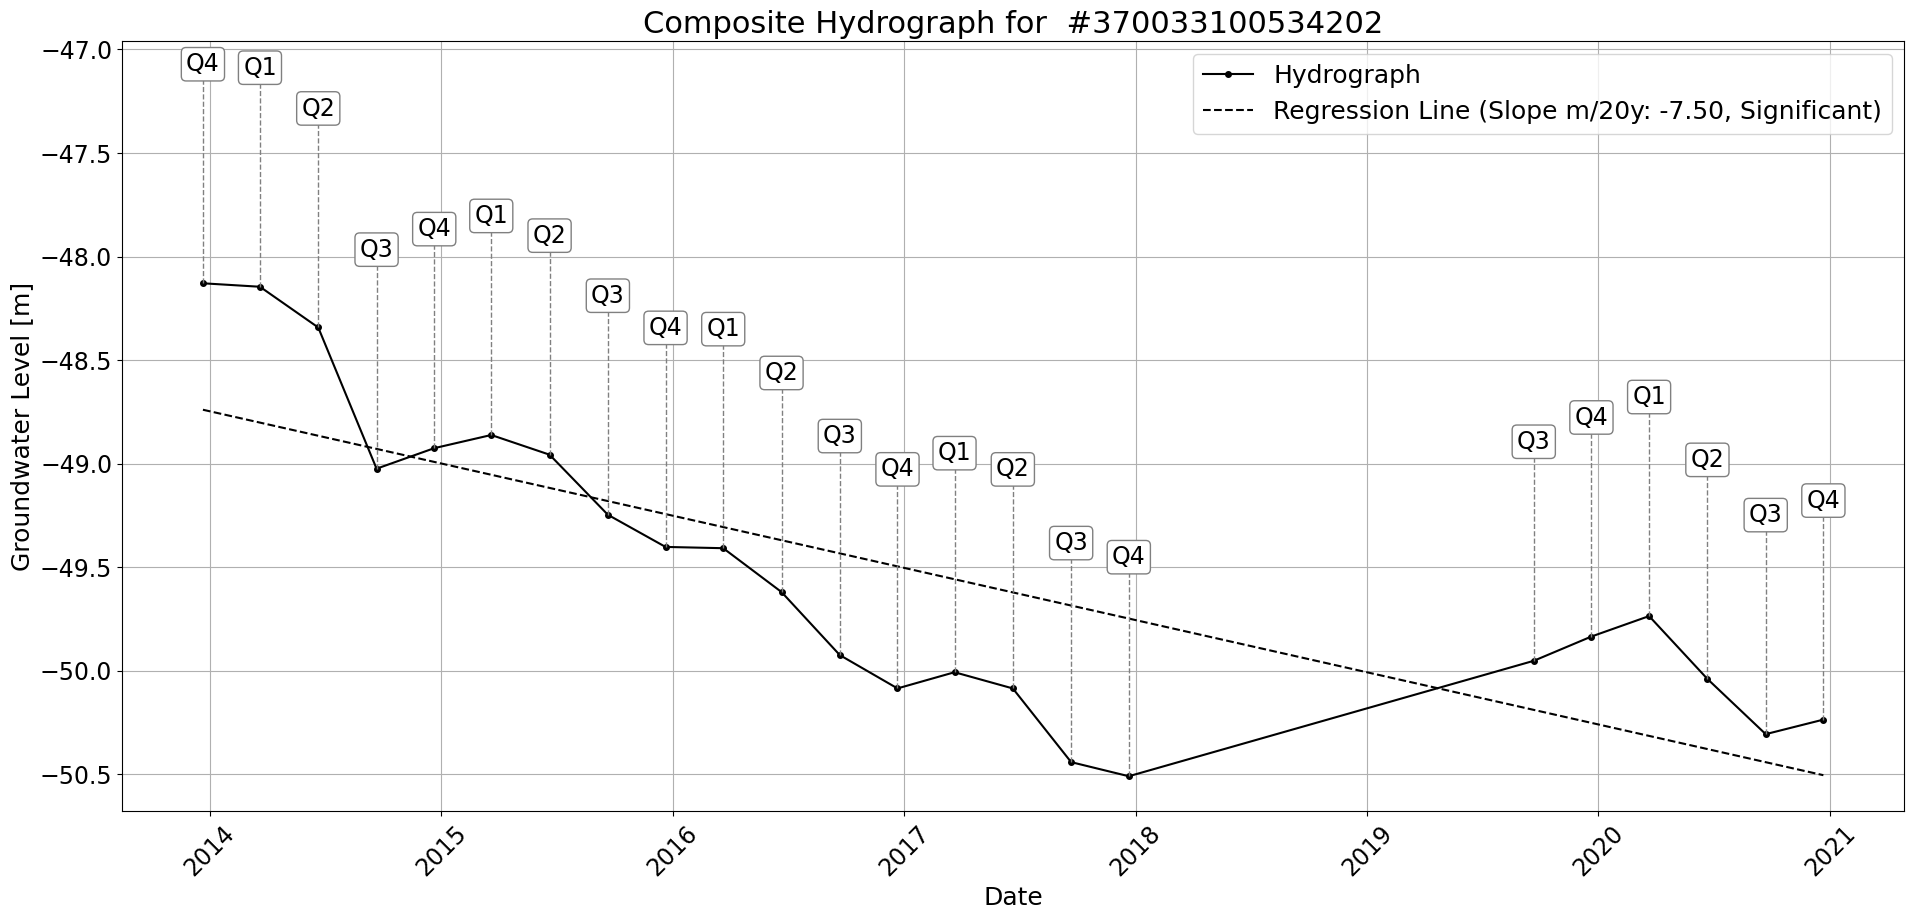 Composite Hydrograph for  #370033100534202
Hydrograph
Regression Line (Slope m/20y: -7.50, Significant)
Groundwater Level [m]
−47.0
−47.5
−48.0
−48.5
−49.0
−49.5
−50.0
−50.5
Q4
Q1
Q2
Q3
Q4
Q1
Q2
Q3
Q4
Q1
Q2
Q3
Q4
Q1
Q2
Q3
Q4
Q3
Q4
Q1
Q2
Q3
Q4
2014
2015
2016
2017
2018
2019
2020
2021
Date